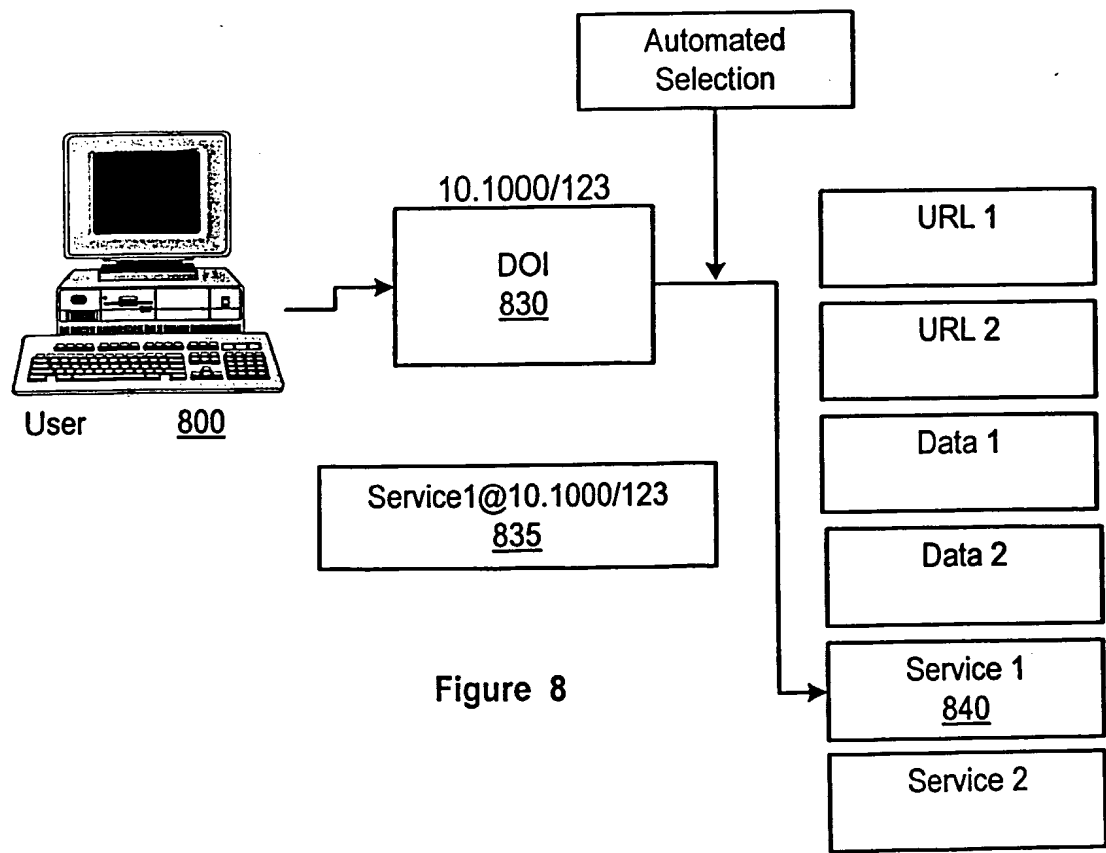 Automated
Selection
10.1000/123
DOI
830
URL 1
URL 2
Data 1
Data 2
Service 1
840
Service 2
User 800
Service1@10.1000/123
835
Figure 8